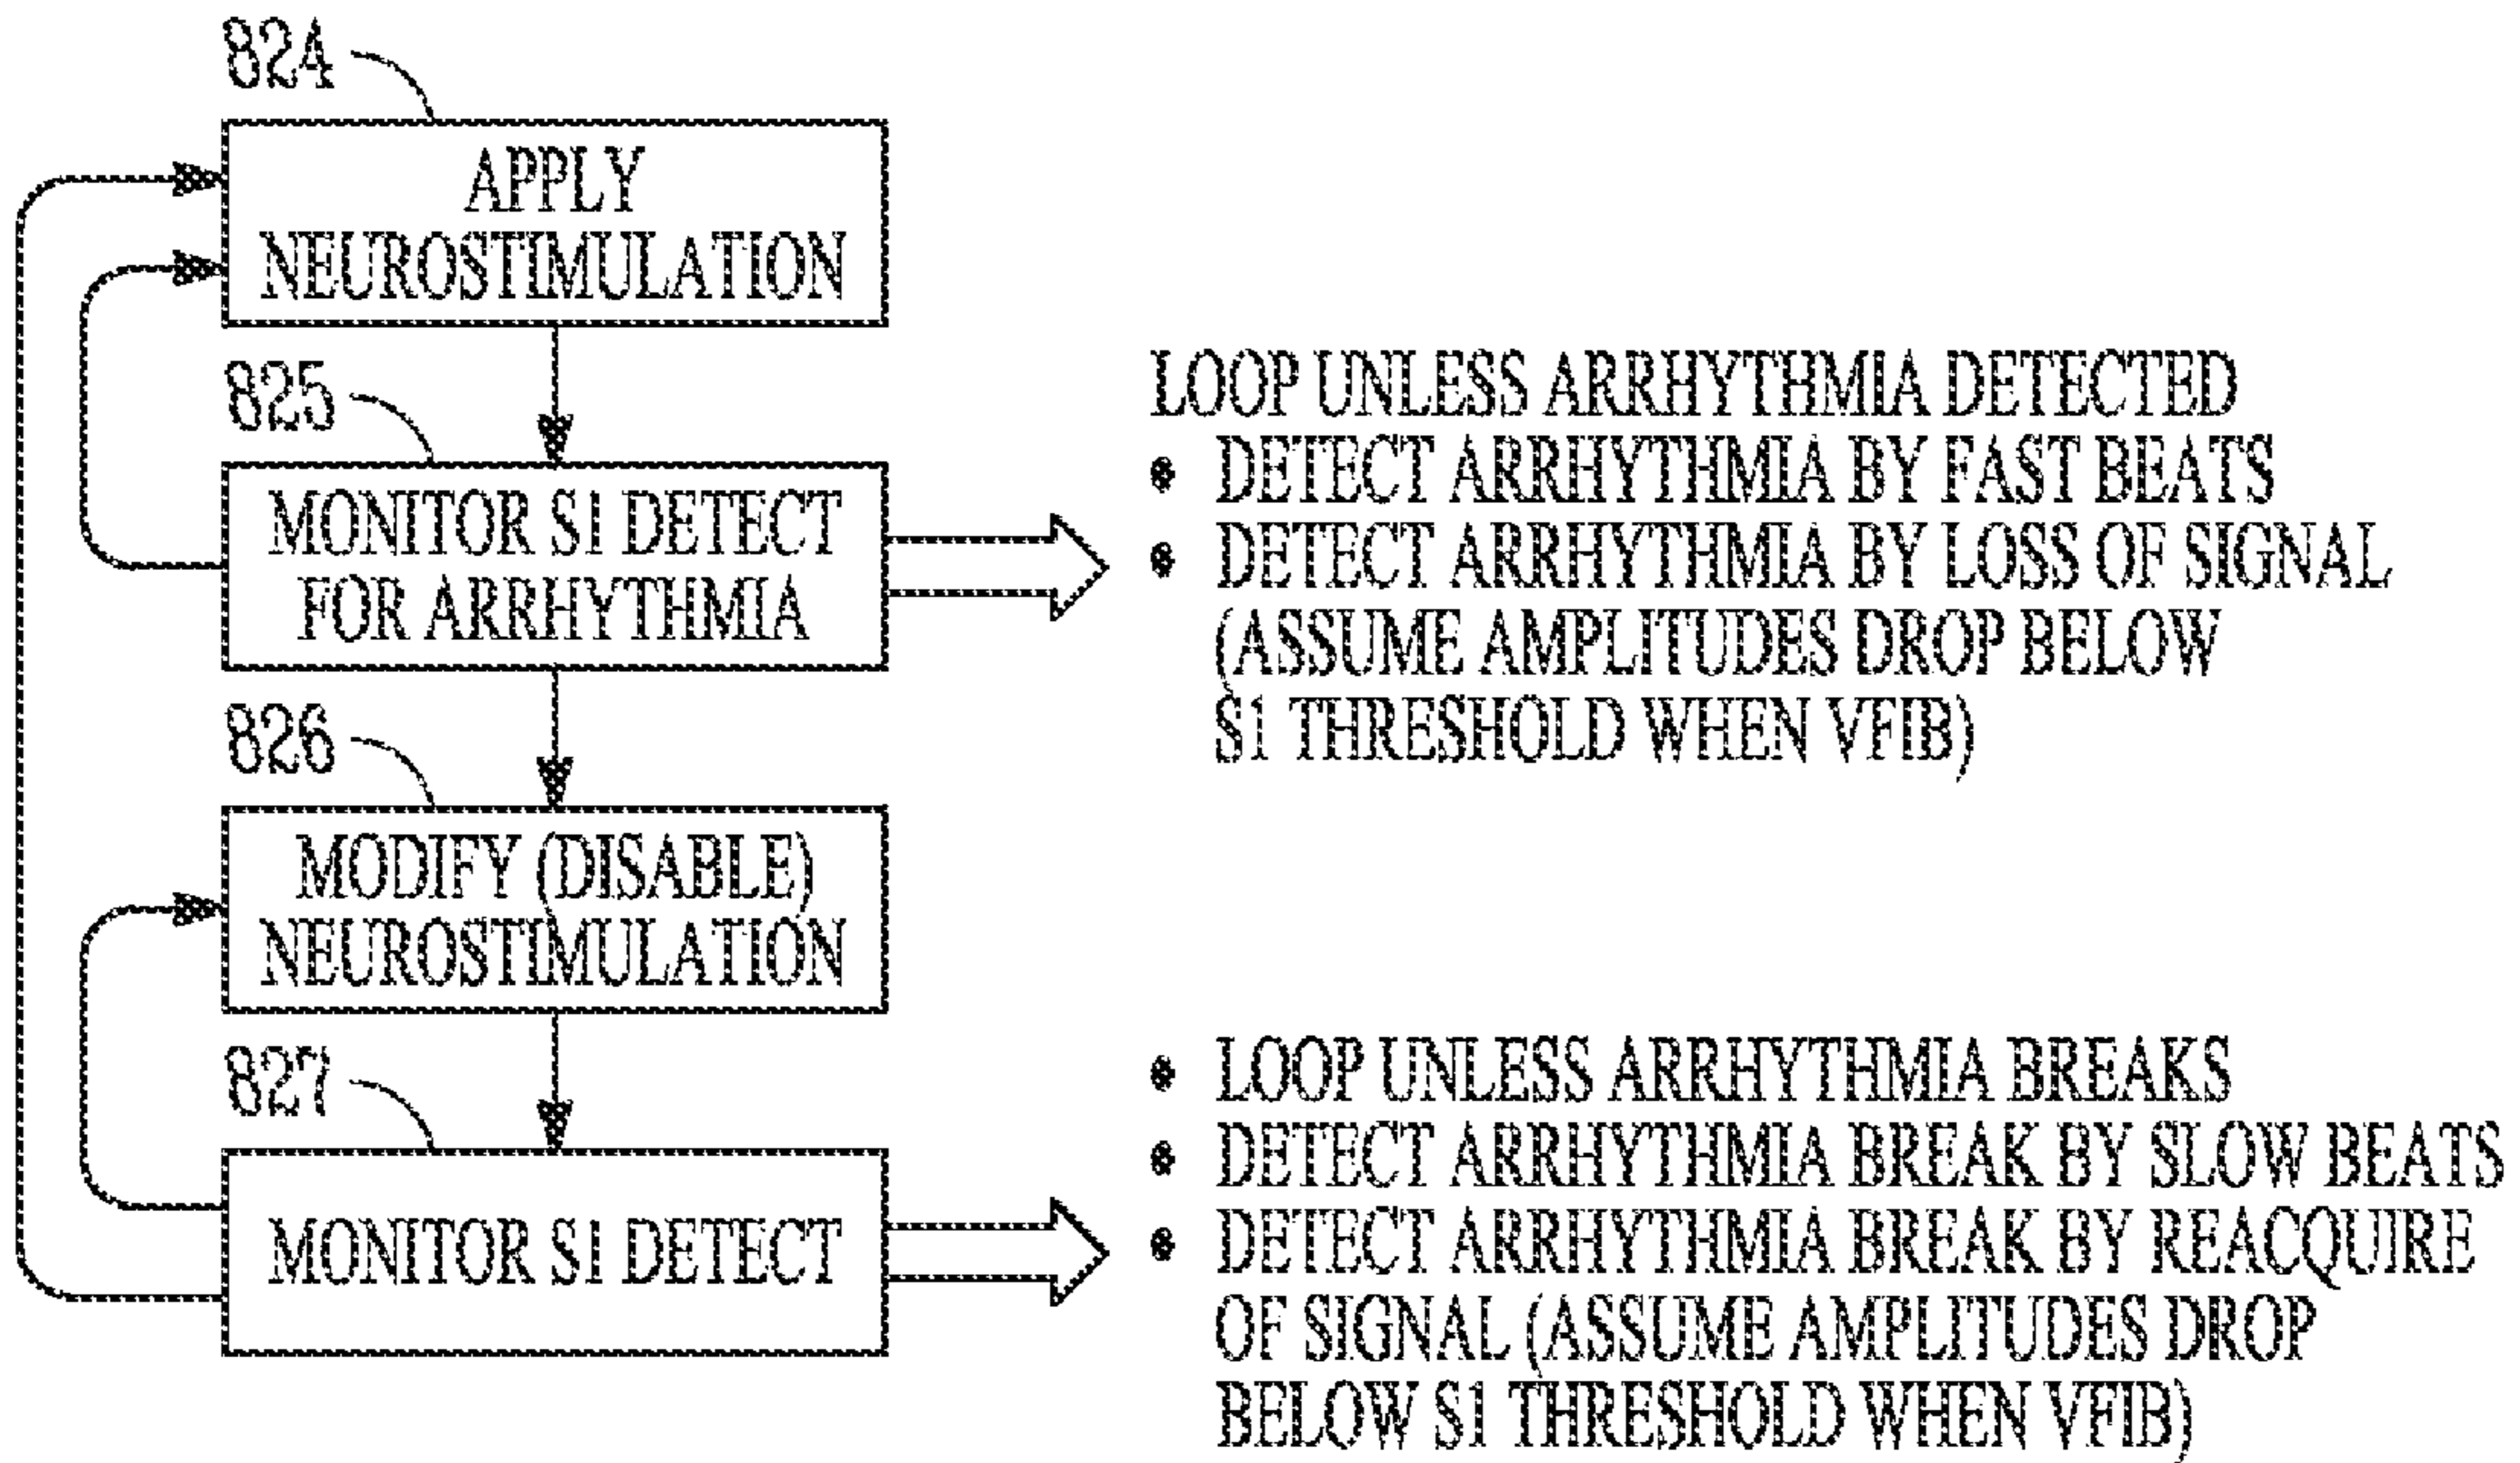 824
APPLY
NEUROSTIMULATION
825
MONITOR S1 DETECT
FOR ARRHYTHMIA
LOOP UNLESS ARRHYTHMIA DETECTED
• DETECT ARRHYTHMIA BY FAST BEATS
• DETECT ARRHYTHMIA BY LOSS OF SIGNAL
(ASSUME AMPLITUDES DROP BELOW
S1 THRESHOLD WHEN VFIB)
826
MODIFY (DISABLE)
NEUROSTIMULATION
827
MONITOR S1 DETECT
• LOOP UNLESS ARRHYTHMIA BREAKS
• DETECT ARRHYTHMIA BREAK BY SLOW BEATS
• DETECT ARRHYTHMIA BREAK BY REACQUIRE
OF SIGNAL (ASSUME AMPLITUDES DROP
BELOW S1 THRESHOLD WHEN VFIB)